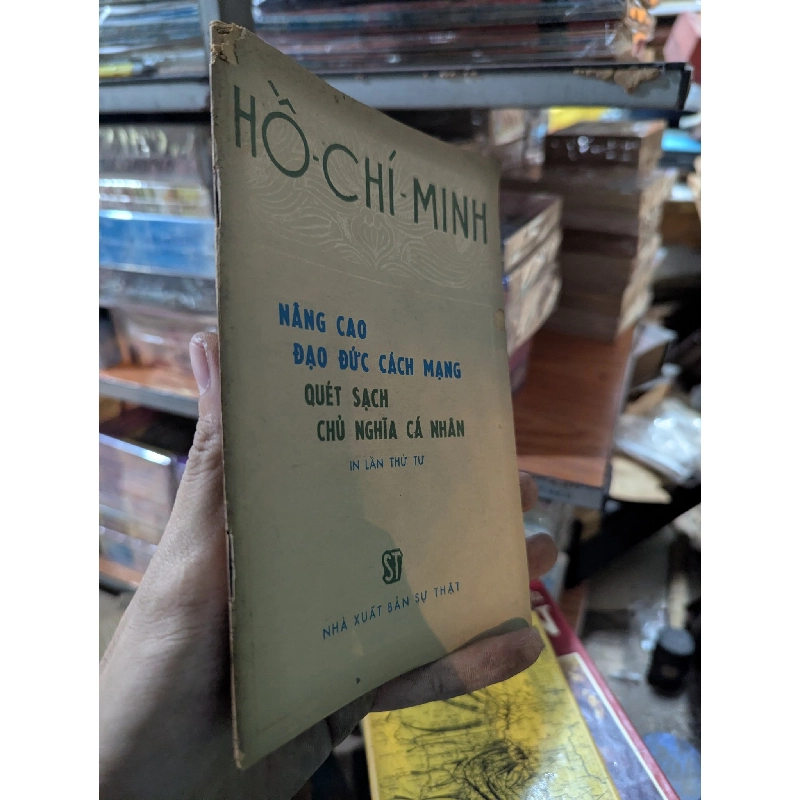 HỒ-CHÍ-MINH
NÂNG CAO
ĐẠO ĐỨC CÁCH MẠNG
QUÉT SẠCH
CHỦ NGHĨA CÁ NHÂN
IN LẦN THỨ TƯ
ST
NHÀ XUẤT BẢN SỰ THẬT